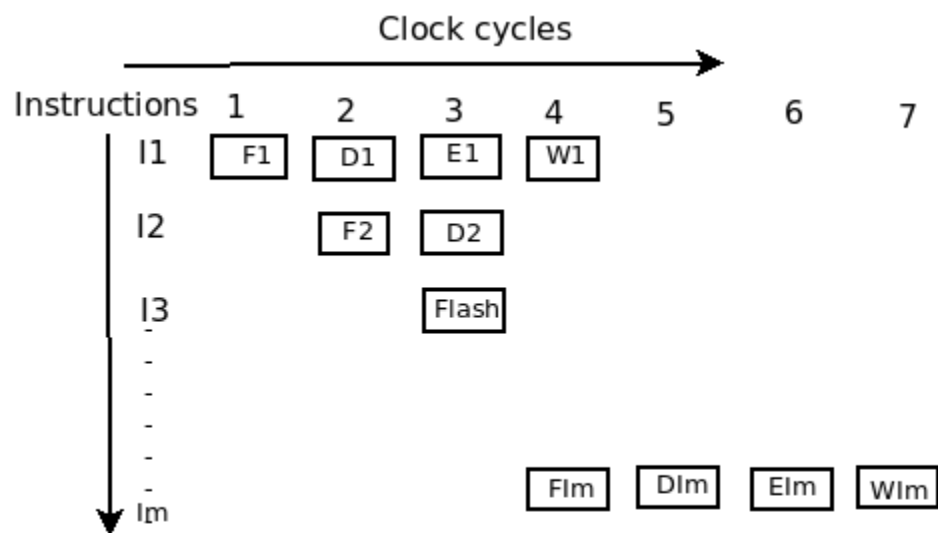 Clock cycles
Instructions 1 2 3 4 5 6 7
I1 F1 D1 E1 W1
I2 F2 D2
I3 Flash
FIm DIm EIm WIm
Im